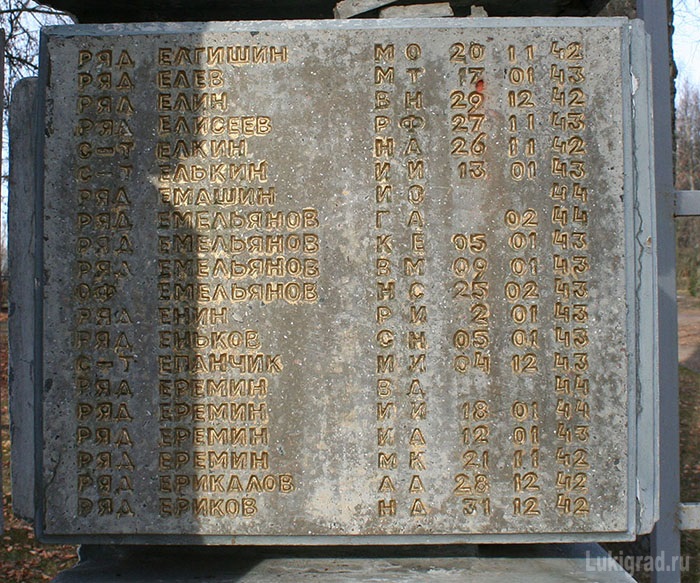 РЯД ЕЛГИШИН М О 20 11 42
РЯД ЕЛЕВ М Т 17 01 43
РЯД ЕЛИН В Н 29 12 42
РЯД ЕЛИСЕЕВ Р Ф 27 11 43
С-Т ЕЛКИН Н А 26 11 42
С-Т ЕЛЬКИН И И 13 01 43
РЯД ЕМАШИН И С 44
РЯД ЕМЕЛЬЯНОВ Г А 02 44
РЯД ЕМЕЛЬЯНОВ К Е 05 01 43
РЯД ЕМЕЛЬЯНОВ В М 09 01 43
ОФ ЕМЕЛЬЯНОВ Н С 25 02 43
РЯД ЕНИН Р И 2 01 43
РЯД ЕНЬКОВ С Н 05 01 43
С-Т ЕПАНЧИК И И 04 12 43
РЯД ЕРЕМИН В А 44
РЯД ЕРЕМИН И И 18 01 44
РЯД ЕРЕМИН И А 12 01 43
РЯД ЕРЕМИН М К 21 11 42
РЯД ЕРИКАЛОВ А А 28 12 42
РЯД ЕРИКОВ Н А 31 12 42
Lukigrad.ru